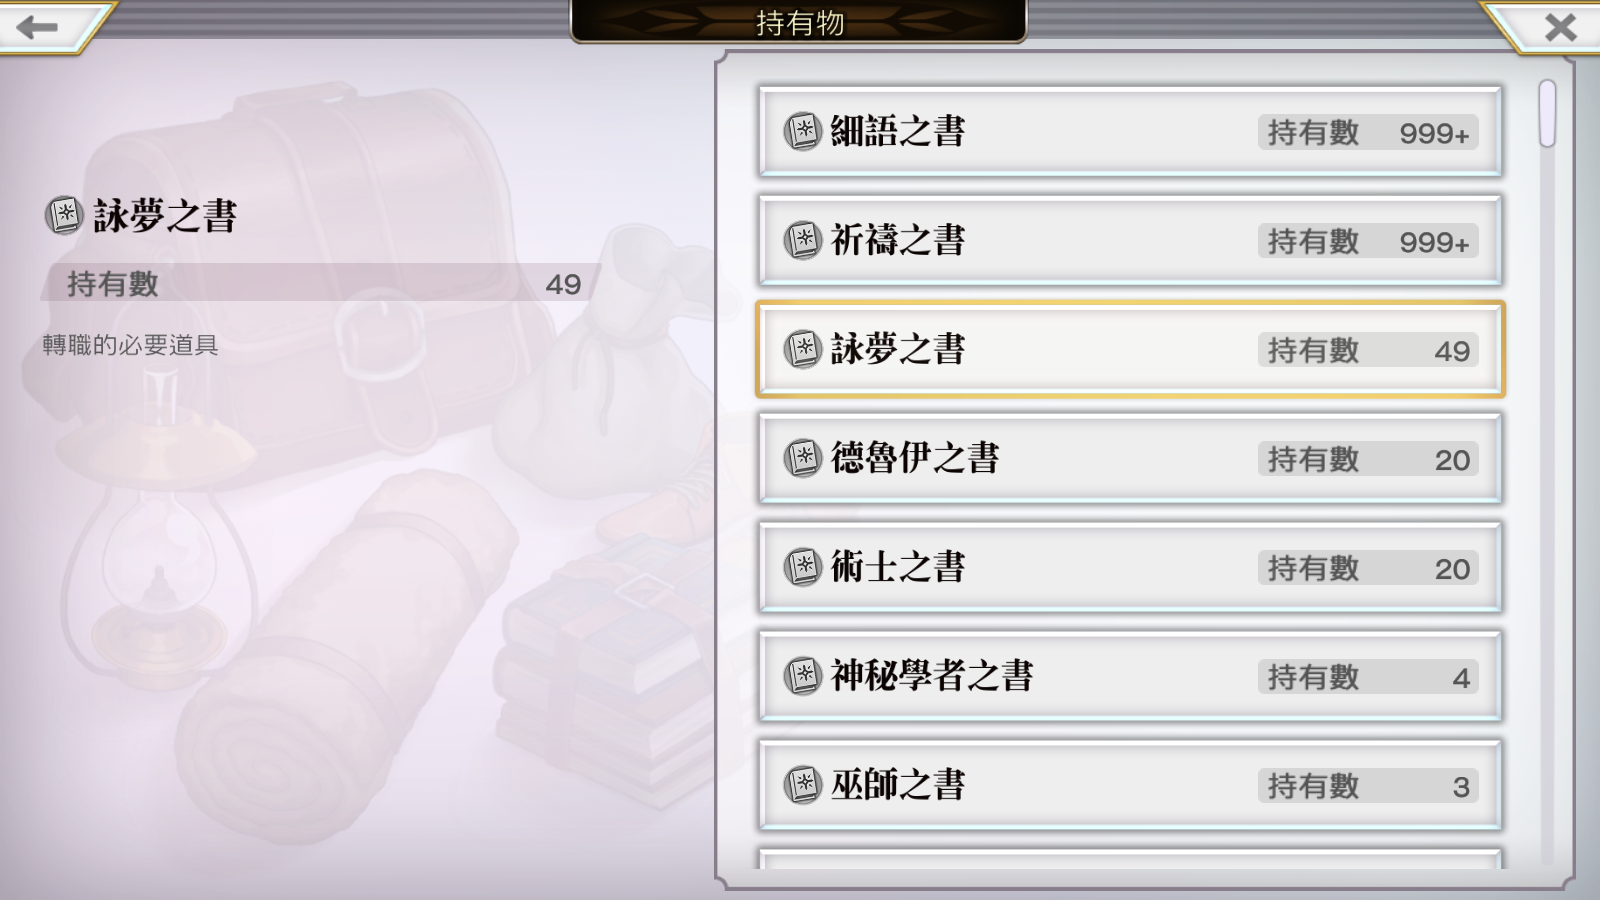 持有物
詠夢之書
持有數 49
轉職的必要道具
細語之書 持有數 999+
祈禱之書 持有數 999+
詠夢之書 持有數 49
德魯伊之書 持有數 20
術士之書 持有數 20
神秘學者之書 持有數 4
巫師之書 持有數 3